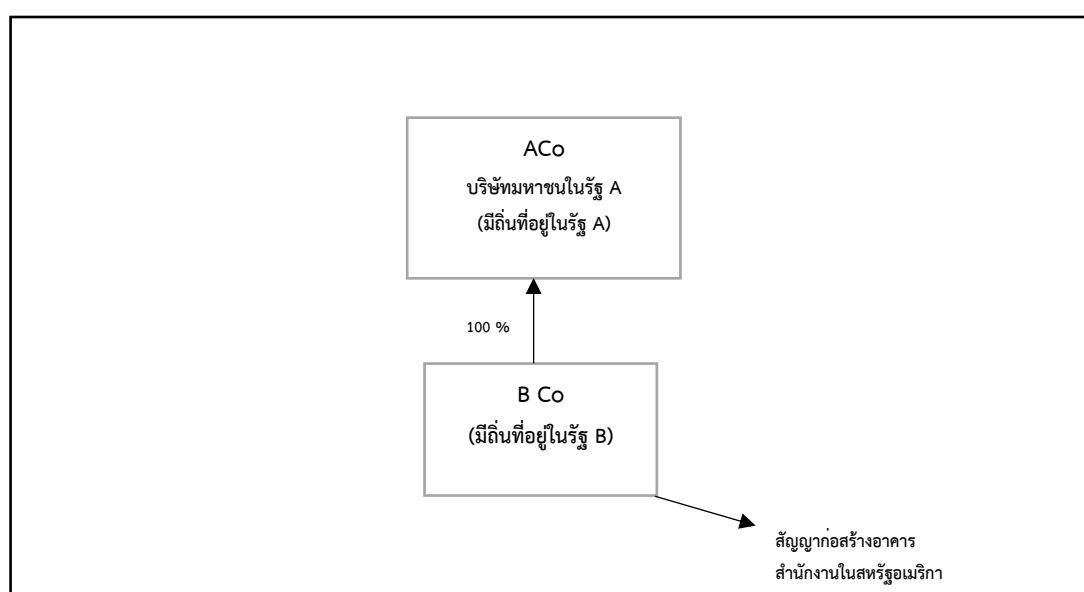 ACo
บริษัทมหาชนในรัฐ A
(มีถิ่นที่อยู่ในรัฐ A)
100 %
B Co
(มีถิ่นที่อยู่ในรัฐ B)
สัญญาก่อสร้างอาคาร
สำนักงานในสหรัฐอเมริกา